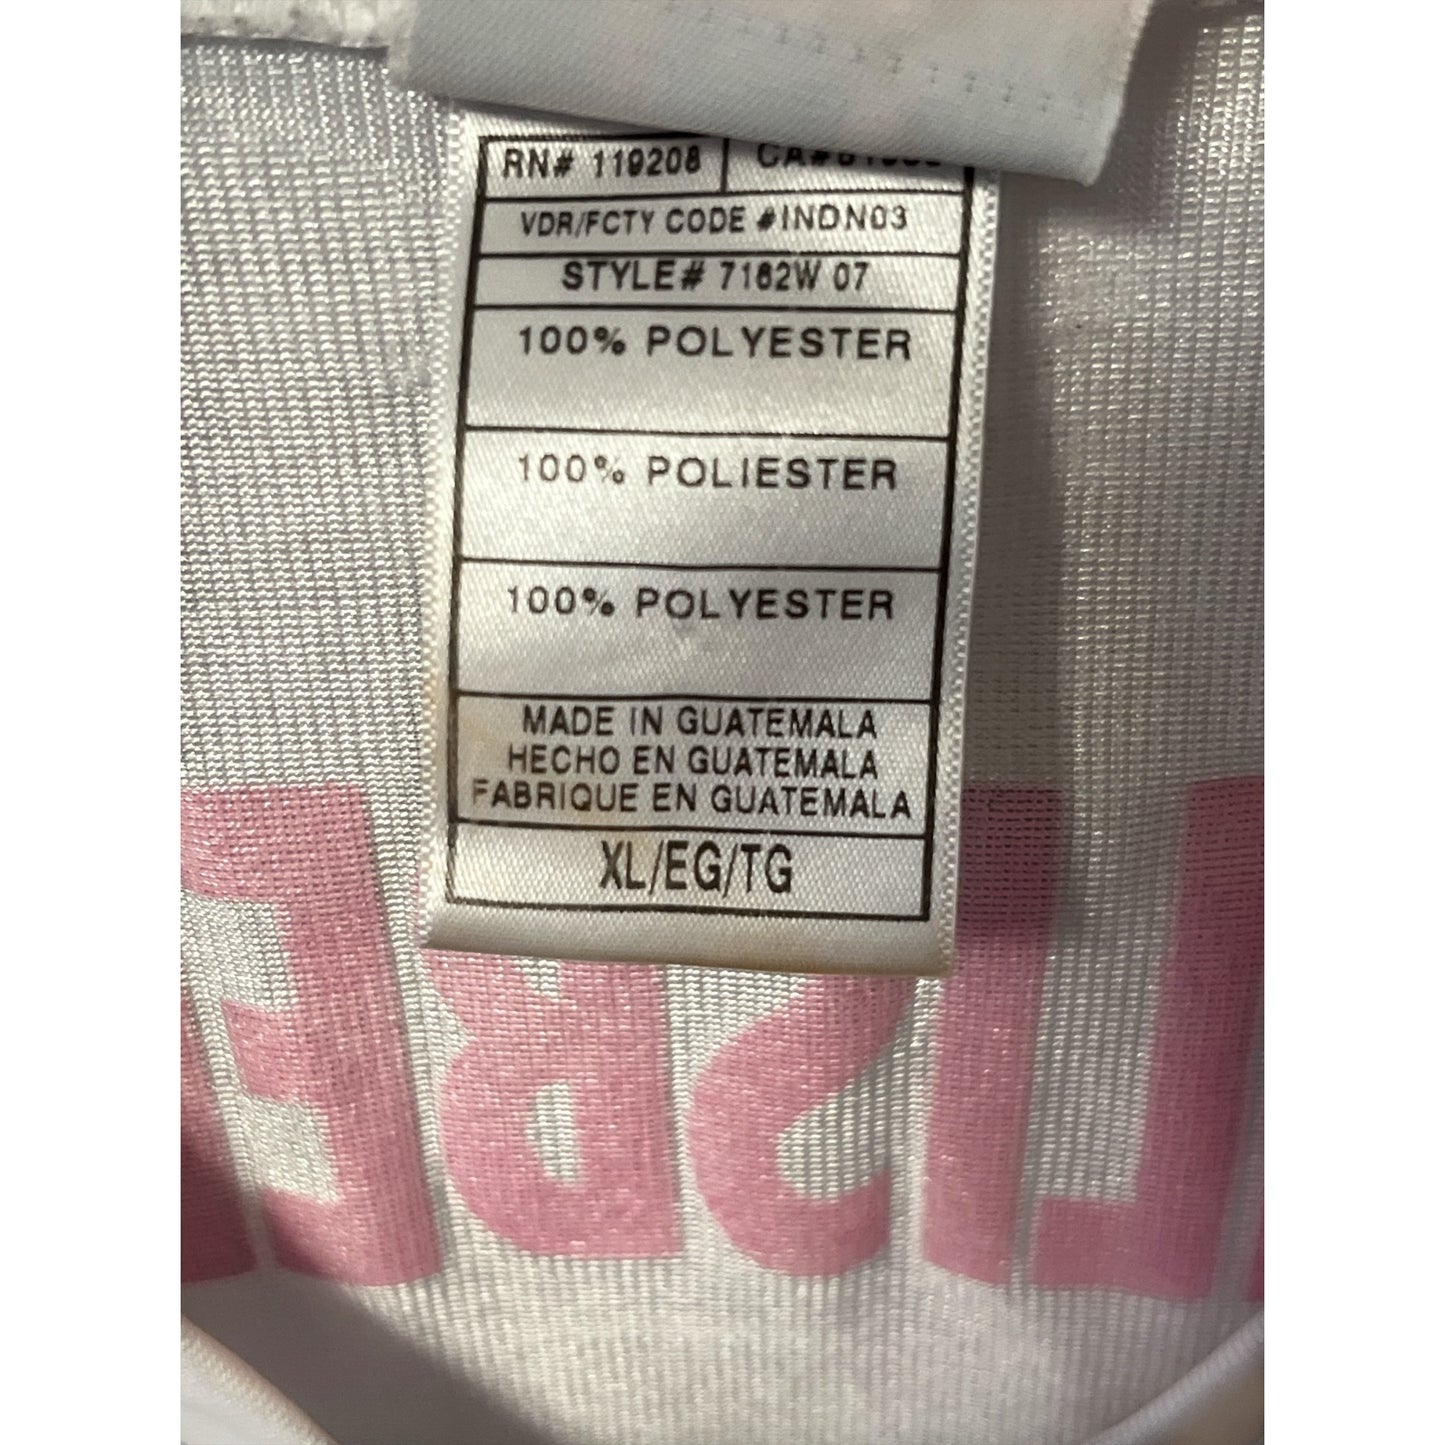 RN# 119208
VDR/FCTY CODE #INDN03
STYLE# 7162W 07
100% POLYESTER
100% POLIESTER
100% POLYESTER
MADE IN GUATEMALA
HECHO EN GUATEMALA
FABRIQUE EN GUATEMALA
XL/EG/TG